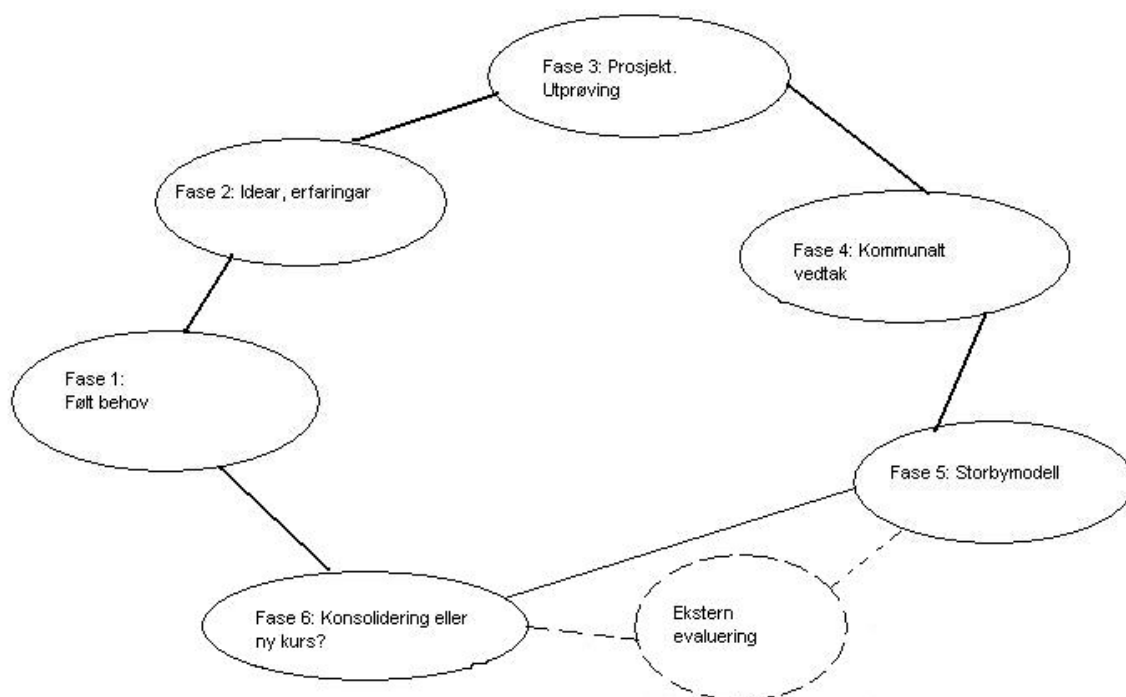 Fase 3: Prosjekt.
Utprøving
Fase 2: Idear, erfaringar
Fase 4: Kommunalt
vedtak
Fase 1:
Følt behov
Fase 5: Storbymodell
Fase 6: Konsolidering eller
ny kurs?
Ekstern
evaluering